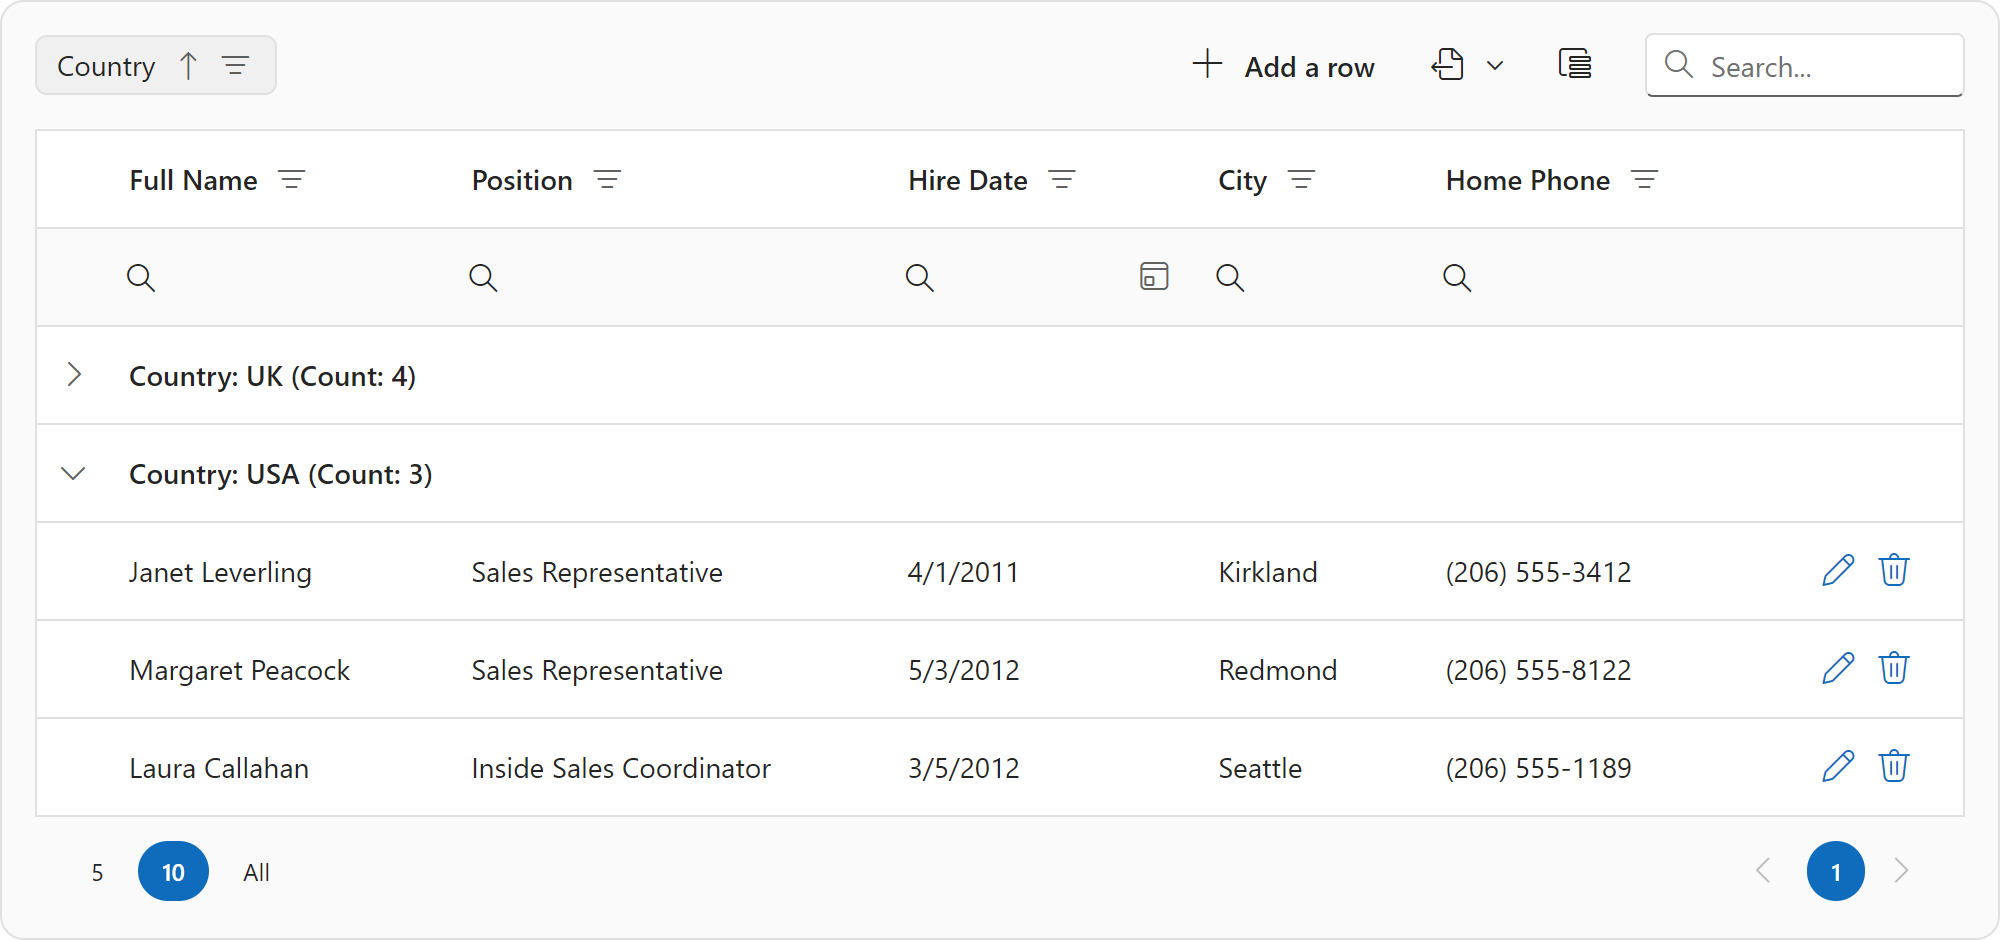 Country
Add a row
Search...
Full Name Position Hire Date City Home Phone
Country: UK (Count: 4)
Country: USA (Count: 3)
Janet Leverling Sales Representative 4/1/2011 Kirkland (206) 555-3412
Margaret Peacock Sales Representative 5/3/2012 Redmond (206) 555-8122
Laura Callahan Inside Sales Coordinator 3/5/2012 Seattle (206) 555-1189
5 10 All 1